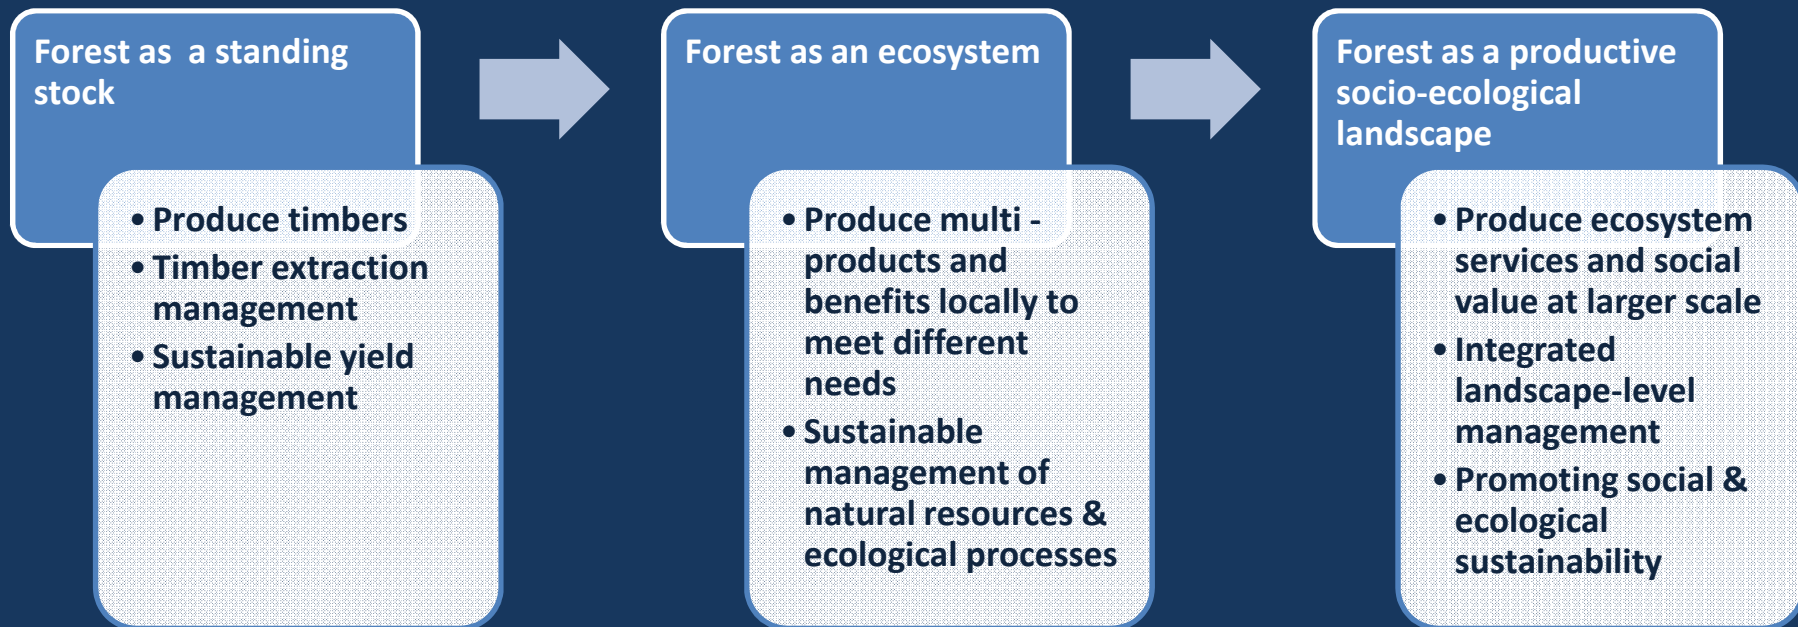 Forest as  a standing
stock
• Produce timbers
• Timber extraction
management
• Sustainable yield
management
Forest as an ecosystem
• Produce multi -
products and
benefits locally to
meet different
needs
• Sustainable
management of
natural resources &
ecological processes
Forest as a productive
socio-ecological
landscape
• Produce ecosystem
services and social
value at larger scale
• Integrated
landscape-level
management
• Promoting social &
ecological
sustainability